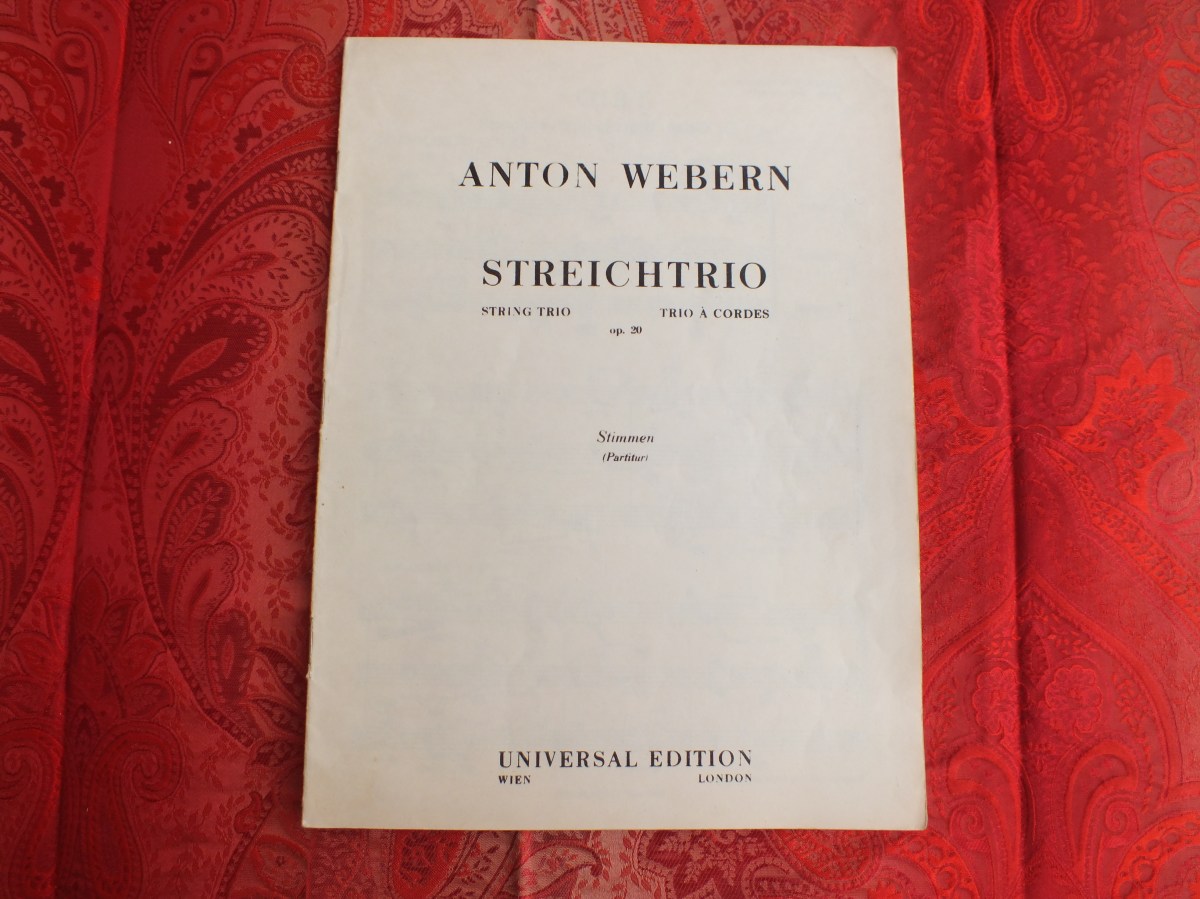 ANTON WEBERN
STREICHTRIO
STRING TRIO TRIO À CORDES
op. 20
Stimmen
(Partitur)
UNIVERSAL EDITION
WIEN LONDON